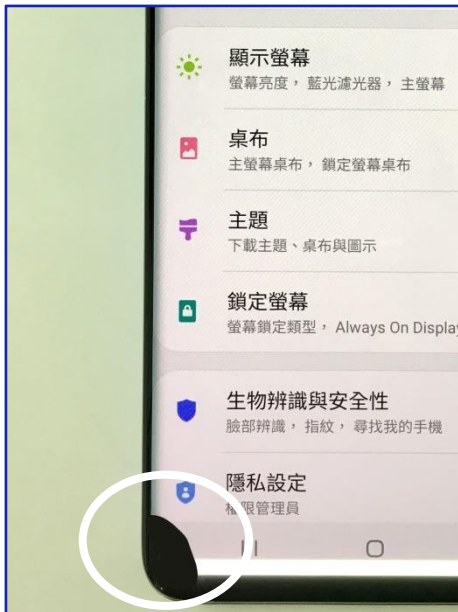 顯示螢幕
螢幕亮度，藍光濾光器，主螢幕
桌布
主螢幕桌布，鎖定螢幕桌布
主題
下載主題、桌布與圖示
鎖定螢幕
螢幕鎖定類型，Always On Display
生物辨識與安全性
臉部辨識，指紋，尋找我的手機
隱私設定
權限管理員